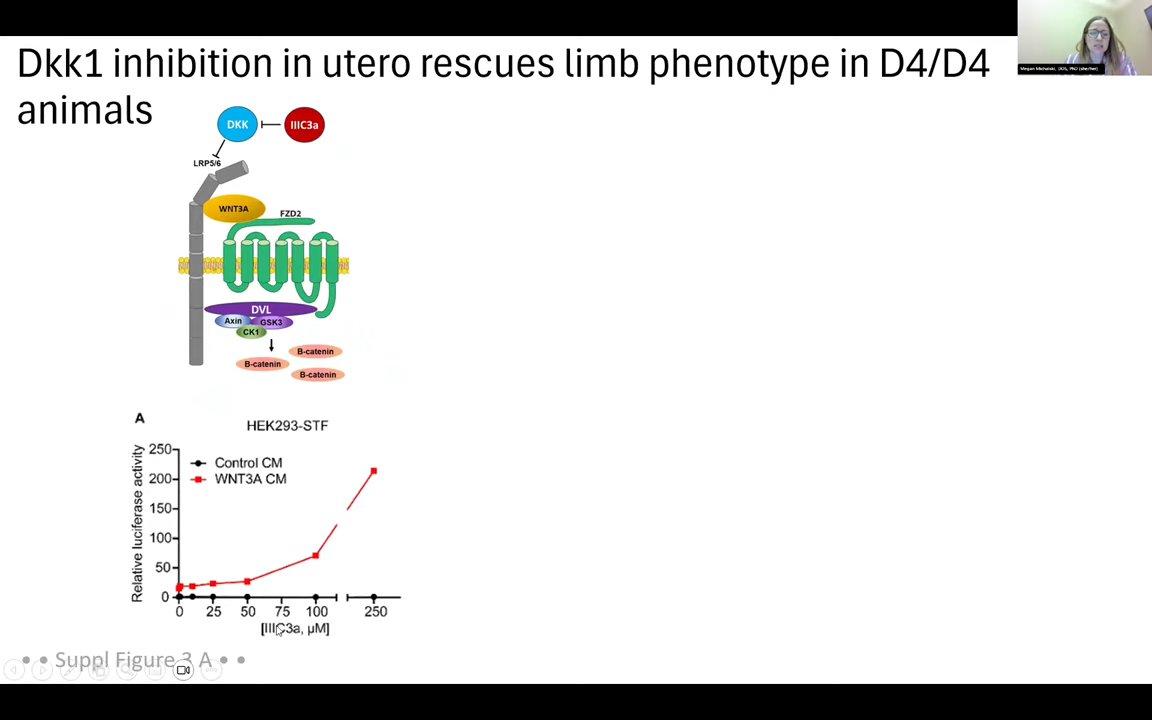 Dkk1 inhibition in utero rescues limb phenotype in D4/D4
animals
Megan Michalski, DDS, PhD (she/her)
DKK
IIIC3a
LRP5/6
WNT3A
FZD2
DVL
Axin
GSK3
CK1
B-catenin
B-catenin
B-catenin
A
HEK293-STF
Relative luciferase activity
250
200
150
100
50
0
Control CM
WNT3A CM
0 25 50 75 100 250
[IIIC3a, µM]
• • Suppl Figure 3 A • •